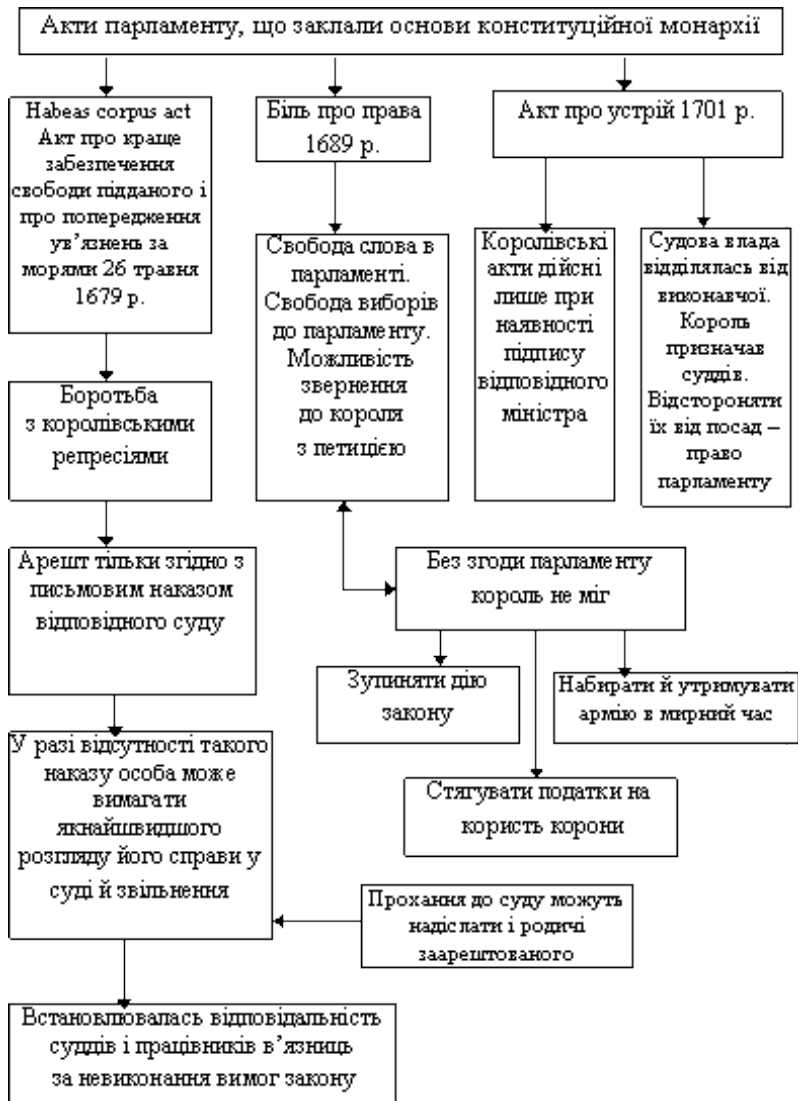 Акти парламенту, що заклали основи конституційної монархії
Habeas corpus act
Акт про краще
забезпечення
свободи підданого і
про попередження
ув’язнень за
морями 26 травня
1679 р.
Біль про права
1689 р.
Акт про устрій 1701 р.
Свобода слова в
парламенті.
Свобода виборів
до парламенту.
Можливість
звернення
до короля
з петицією
Королівські
акти дійсні
лише при
наявності
підпису
відповідного
міністра
Судова влада
відділялась від
виконавчої.
Король
призначав
суддів.
Відстороняти
їх від посад –
право
парламенту
Боротьба
з королівськими
репресіями
Арешт тільки згідно з
письмовим наказом
відповідного суду
Без згоди парламенту
король не міг
Зупиняти дію
закону
Набирати й утримувати
армію в мирний час
Стягувати податки на
користь корони
У разі відсутності такого
наказу особа може
вимагати
якнайшвидшого
розгляду його справи у
суді й звільнення
Прохання до суду можуть
надіслати і родичі
заарештованого
Встановлювалась відповідальність
суддів і працівників в’язниць
за невиконання вимог закону